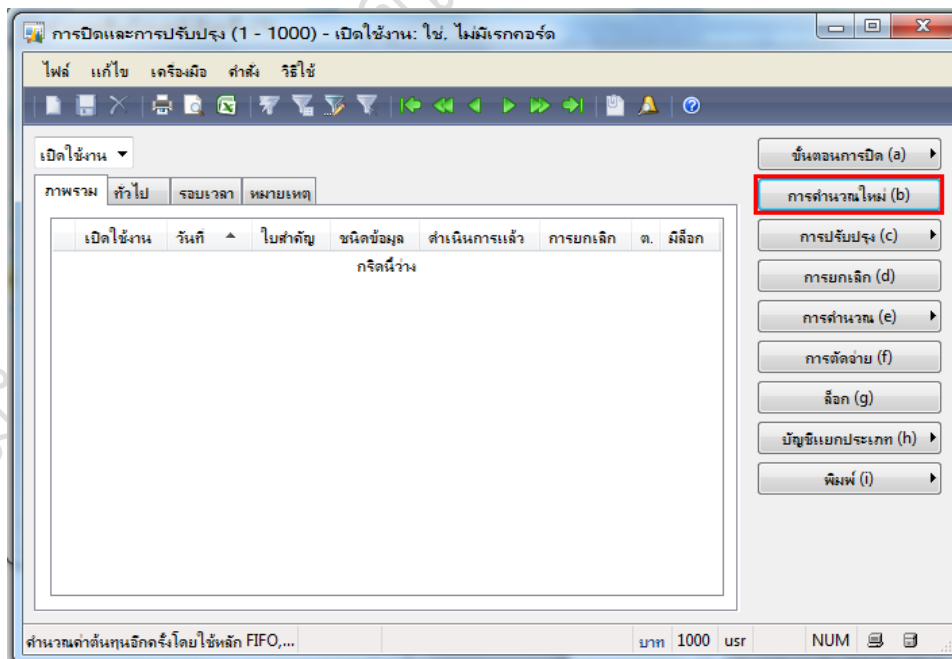 การปิดและการปรับปรุง (1 - 1000) - เปิดใช้งาน: ใช่, ไม่มีเรกคอร์ด
ไฟล์ แก้ไข เครื่องมือ คำสั่ง วิธีใช้
เปิดใช้งาน
ภาพรวม ทั่วไป รอบเวลา หมายเหตุ
เปิดใช้งาน วันที่ ใบสำคัญ ชนิดข้อมูล ดำเนินการแล้ว การยกเลิก ต. มีล็อก
กริดนี้ว่าง
ขั้นตอนการปิด (a)
การคำนวณใหม่ (b)
การปรับปรุง (c)
การยกเลิก (d)
การคำนวณ (e)
การตัดจ่าย (f)
ล็อก (g)
บัญชีแยกประเภท (h)
พิมพ์ (i)
คำนวณค่าต้นทุนอีกครั้งโดยใช้หลัก FIFO,... บาท 1000 usr NUM